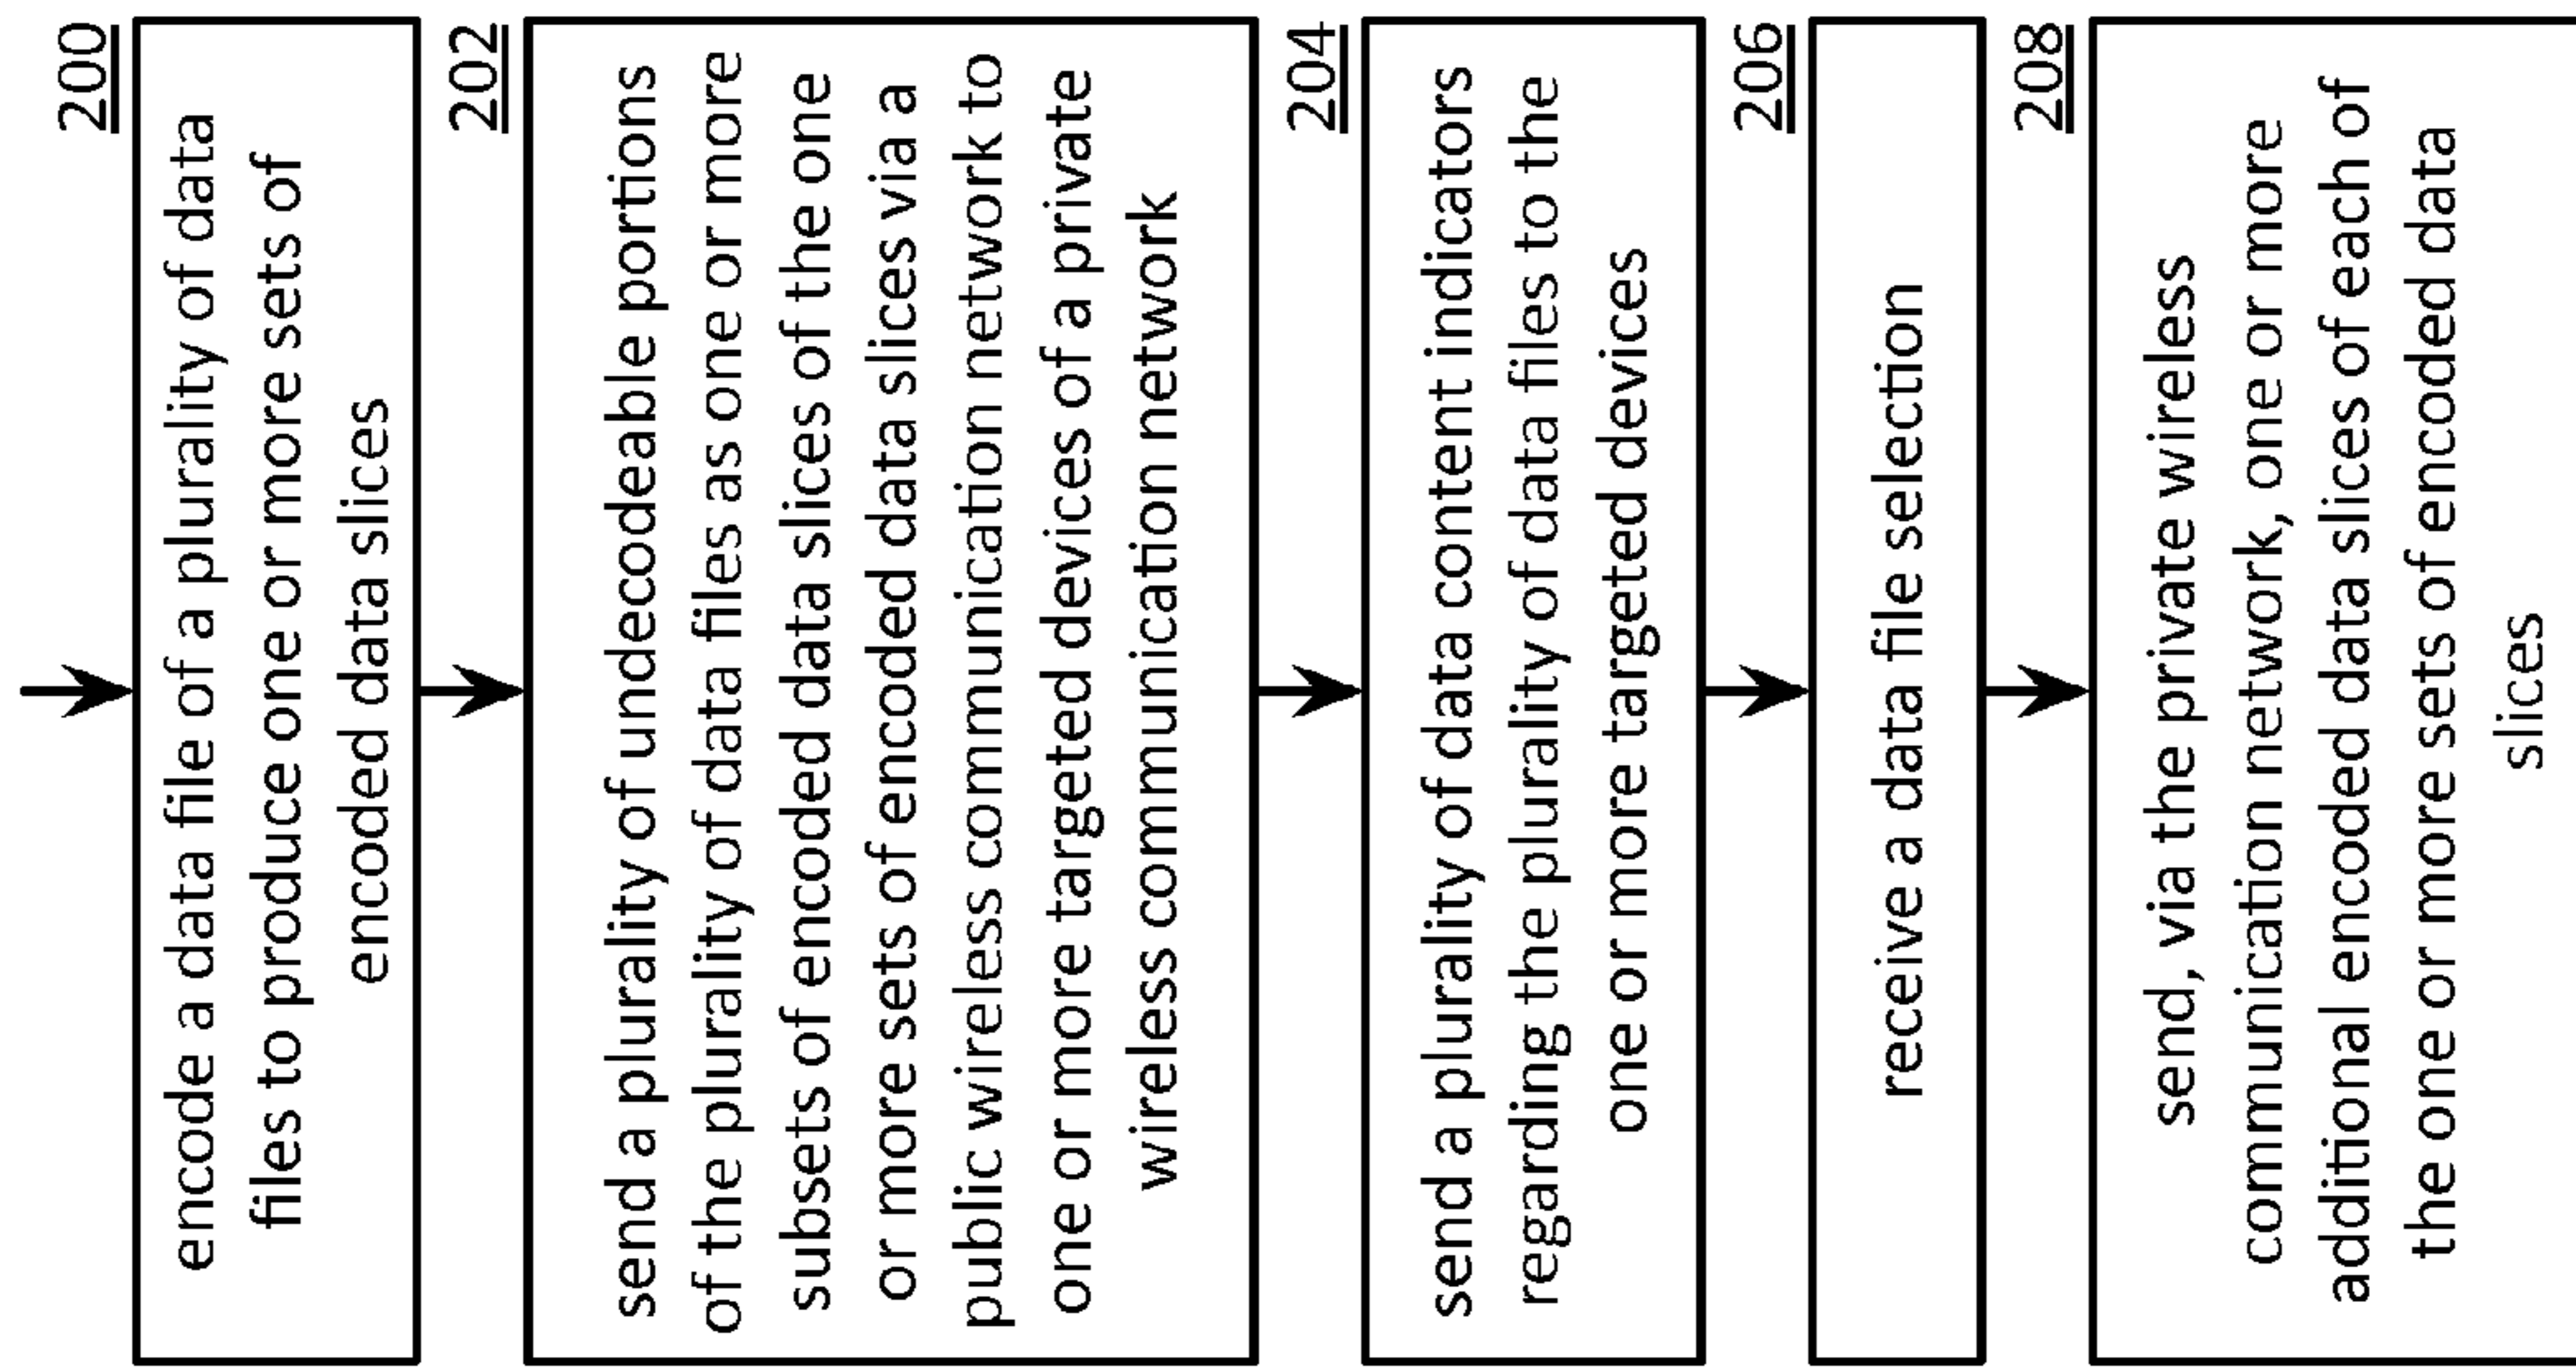 200
encode a data file of a plurality of data
files to produce one or more sets of
encoded data slices
202
send a plurality of undecodeable portions
of the plurality of data files as one or more
subsets of encoded data slices of the one
or more sets of encoded data slices via a
public wireless communication network to
one or more targeted devices of a private
wireless communication network
204
send a plurality of data content indicators
regarding the plurality of data files to the
one or more targeted devices
206
receive a data file selection
208
send, via the private wireless
communication network, one or more
additional encoded data slices of each of
the one or more sets of encoded data
slices